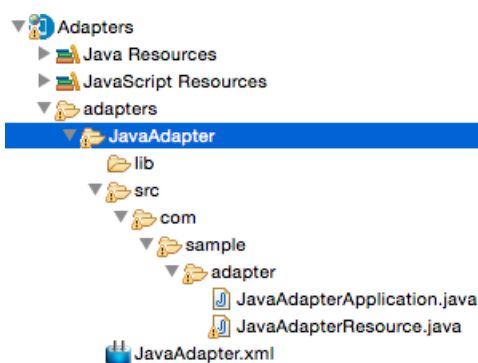 Adapters
Java Resources
JavaScript Resources
adapters
JavaAdapter
lib
src
com
sample
adapter
JavaAdapterApplication.java
JavaAdapterResource.java
JavaAdapter.xml